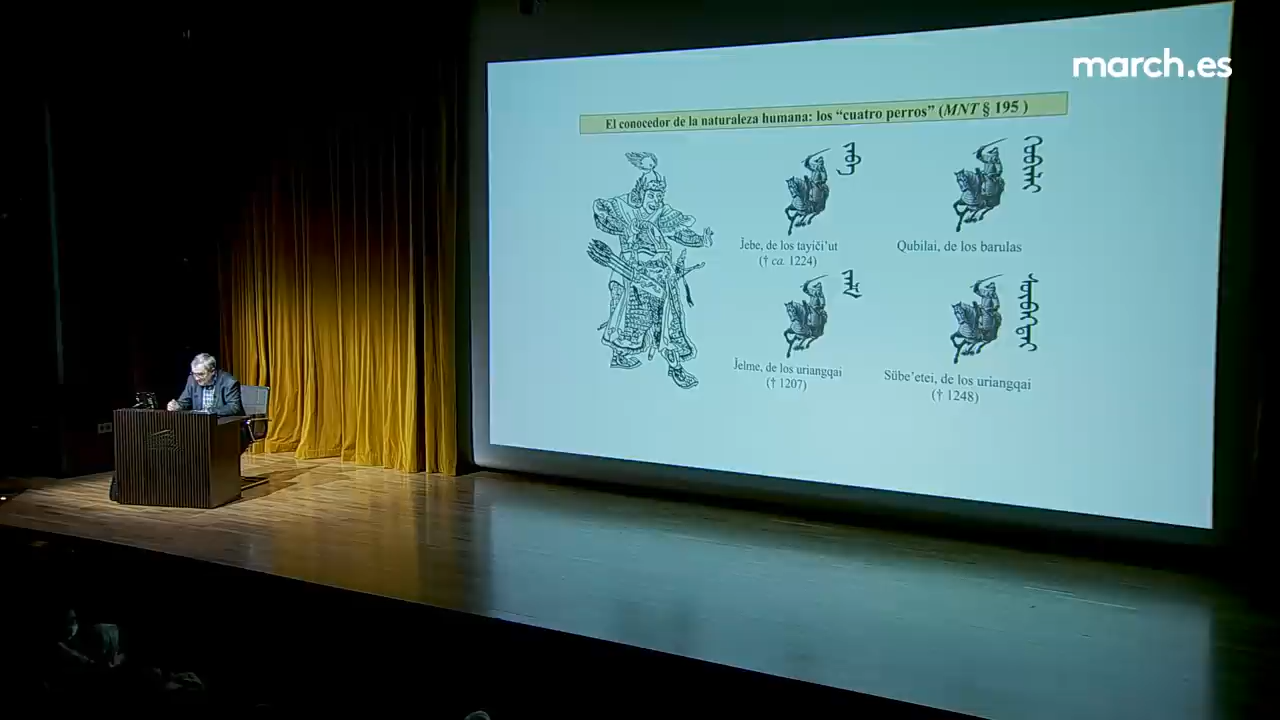 march.es
El conocedor de la naturaleza humana: los “cuatro perros” (MNT § 195 )
J̌ebe, de los tayiči’ut
(† ca. 1224)
Qubilai, de los barulas
J̌elme, de los uriangqai
(† 1207)
Sübe’etei, de los uriangqai
(† 1248)